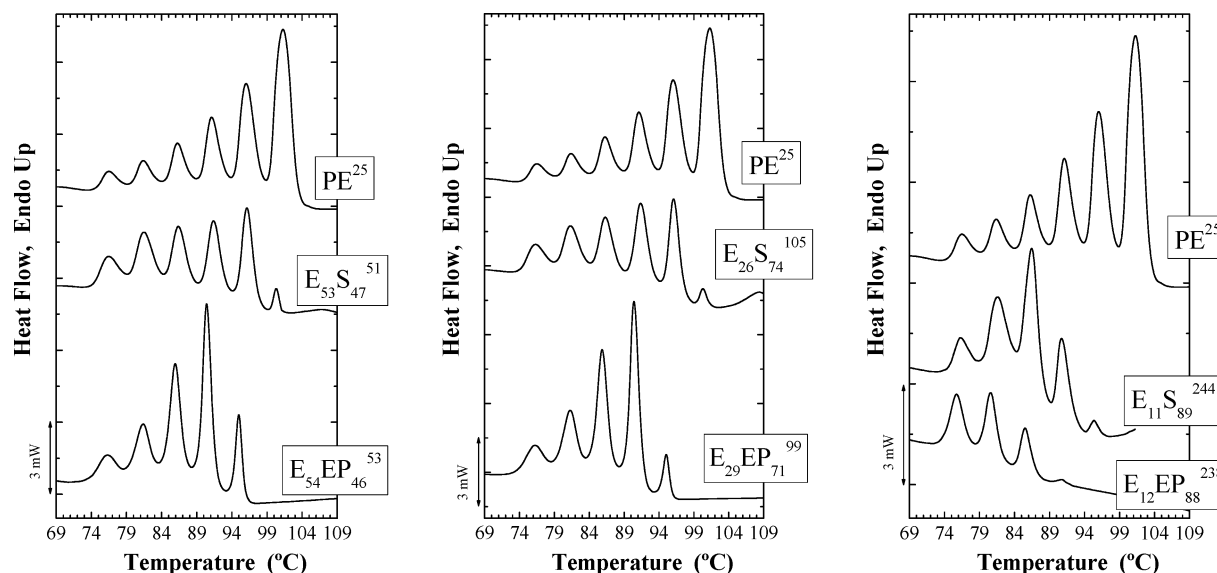 Heat Flow, Endo Up
3 mW
PE²⁵
E₅₃S₄₇⁵¹
E₅₄EP₄₆⁵³
69 74 79 84 89 94 99 104 109
Temperature (ºC)
Heat Flow, Endo Up
3 mW
PE²⁵
E₂₆S₇₄¹⁰⁵
E₂₉EP₇₁⁹⁹
69 74 79 84 89 94 99 104 109
Temperature (ºC)
Heat Flow, Endo Up
3 mW
PE²⁵
E₁₁S₈₉²⁴⁴
E₁₂EP₈₈
69 74 79 84 89 94 99 104 109
Temperature (ºC)